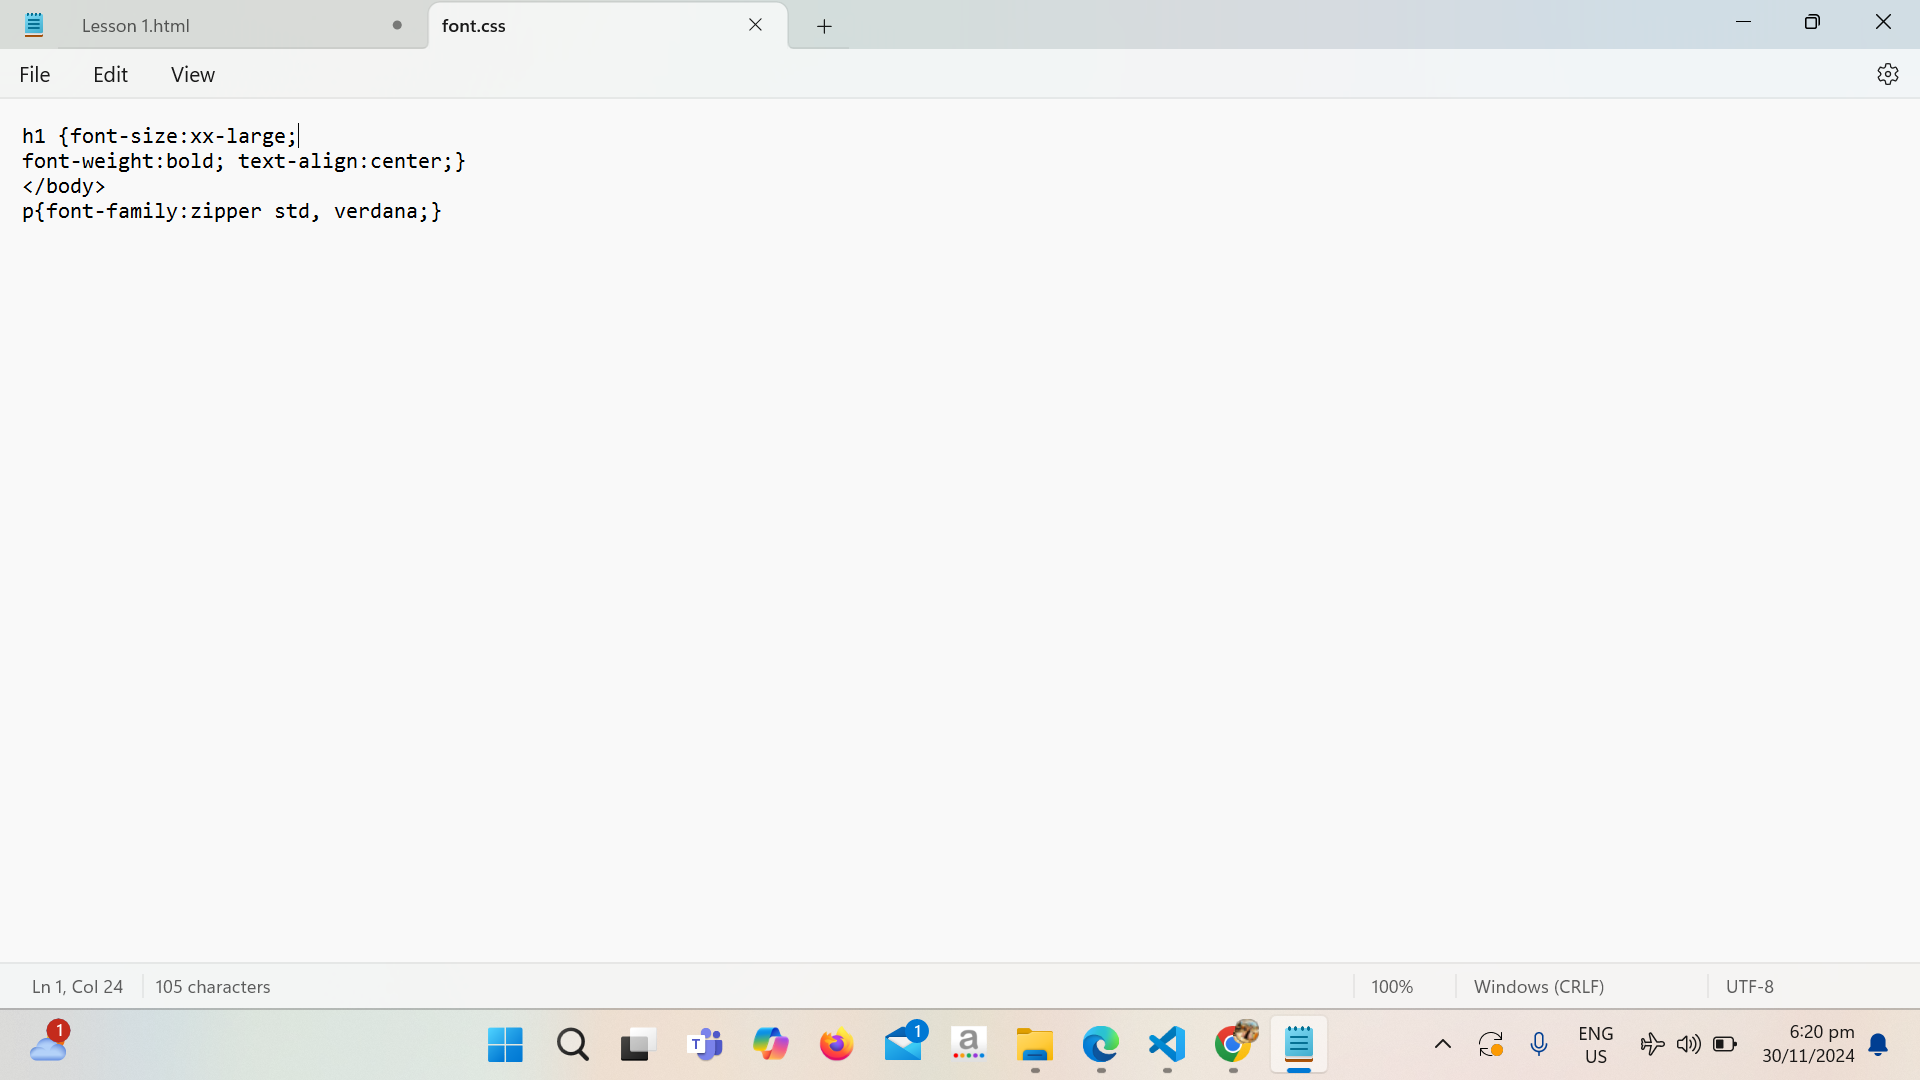 Lesson 1.html
font.css
File Edit View
h1 {font-size:xx-large;
font-weight:bold; text-align:center;}
</body>
p{font-family:zipper std, verdana;}
Ln 1, Col 24 105 characters 100% Windows (CRLF) UTF-8
1
T
1
a
ENG
US
6:20 pm
30/11/2024